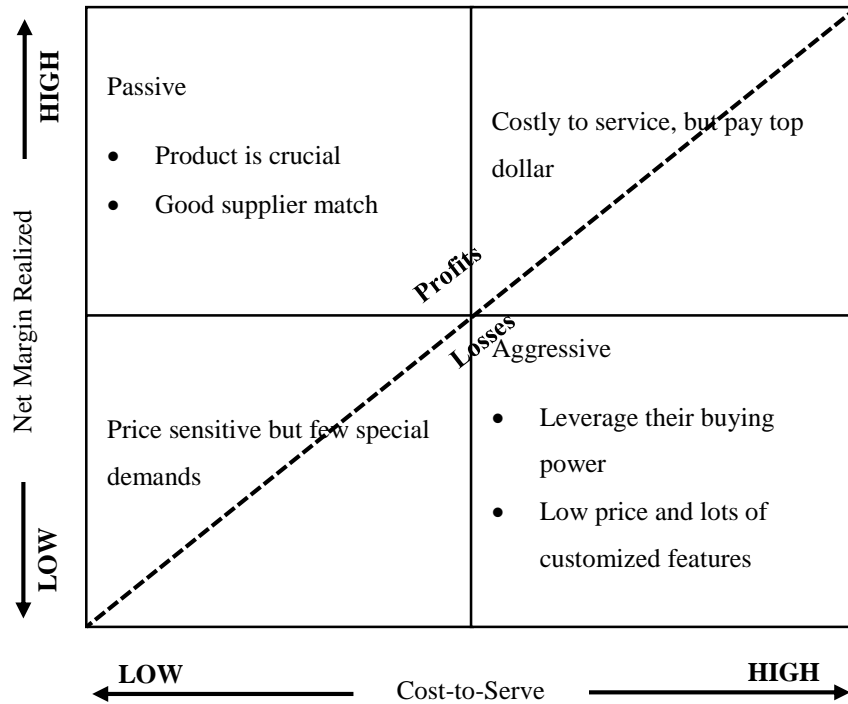 HIGH
Net Margin Realized
LOW
Passive
• Product is crucial
• Good supplier match
Costly to service, but pay top
dollar
Profits
Losses
Price sensitive but few special
demands
Aggressive
• Leverage their buying
power
• Low price and lots of
customized features
LOW
Cost-to-Serve
HIGH